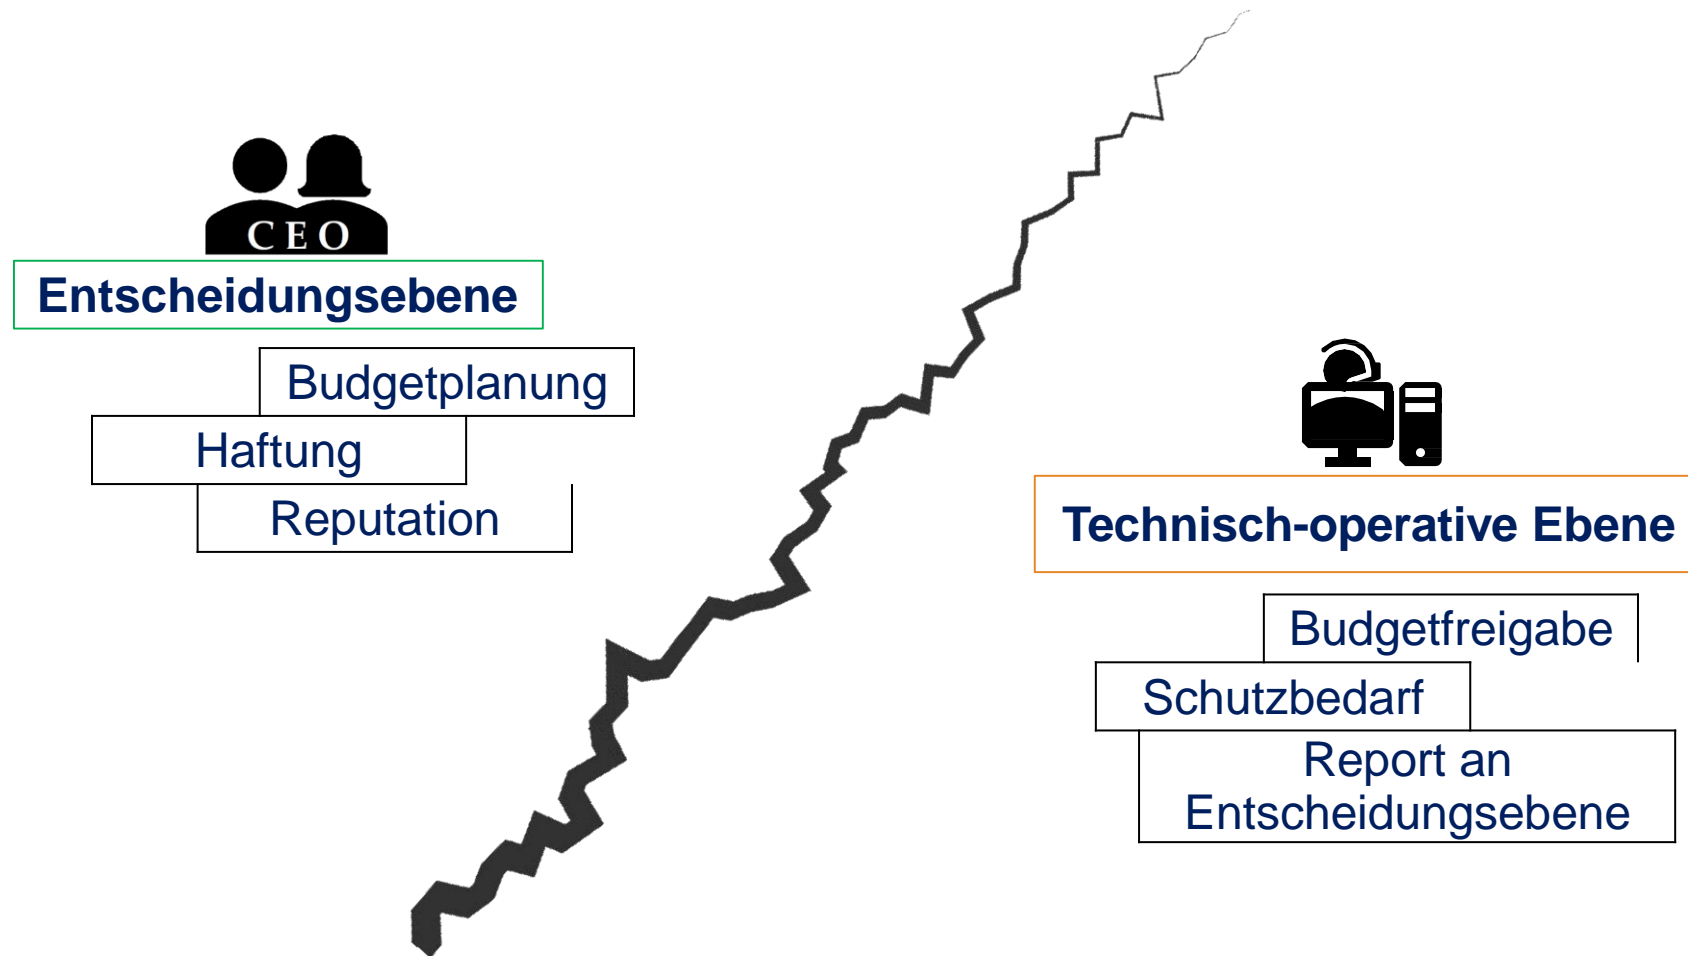 CEO
Entscheidungsebene
Budgetplanung
Haftung
Reputation
Technisch-operative Ebene
Budgetfreigabe
Schutzbedarf
Report an
Entscheidungsebene